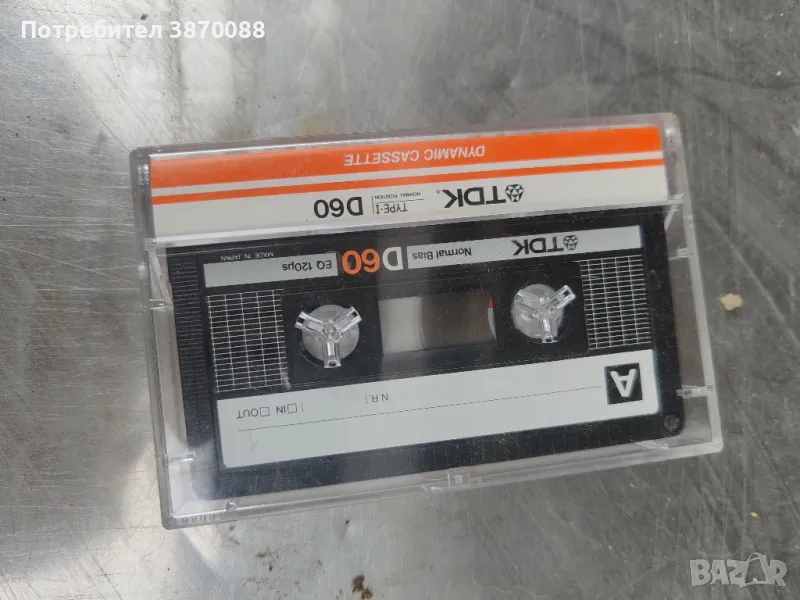 Потребител 3870088
DYNAMIC CASSETTE
TDK®
TYPE-I
NORMAL POSITION
D60
TDK
Normal Bias
D60
EQ 120µs
MADE IN JAPAN
A
N R
IN OUT
BAZAR